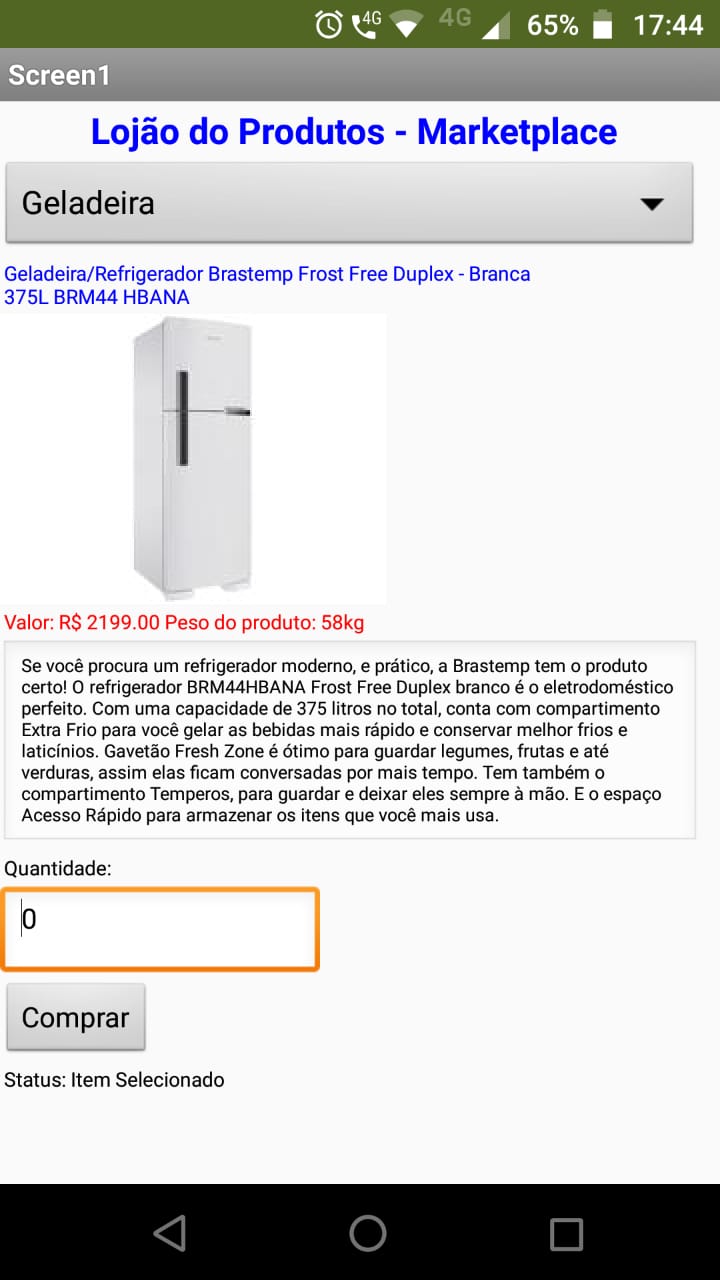 4G 4G 65% 17:44
Screen1
Lojão do Produtos - Marketplace
Geladeira
Geladeira/Refrigerador Brastemp Frost Free Duplex - Branca
375L BRM44 HBANA
Valor: R$ 2199.00 Peso do produto: 58kg
Se você procura um refrigerador moderno, e prático, a Brastemp tem o produto
certo! O refrigerador BRM44HBANA Frost Free Duplex branco é o eletrodoméstico
perfeito. Com uma capacidade de 375 litros no total, conta com compartimento
Extra Frio para você gelar as bebidas mais rápido e conservar melhor frios e
laticínios. Gavetão Fresh Zone é ótimo para guardar legumes, frutas e até
verduras, assim elas ficam conversadas por mais tempo. Tem também o
compartimento Temperos, para guardar e deixar eles sempre à mão. E o espaço
Acesso Rápido para armazenar os itens que você mais usa.
Quantidade:
0
Comprar
Status: Item Selecionado